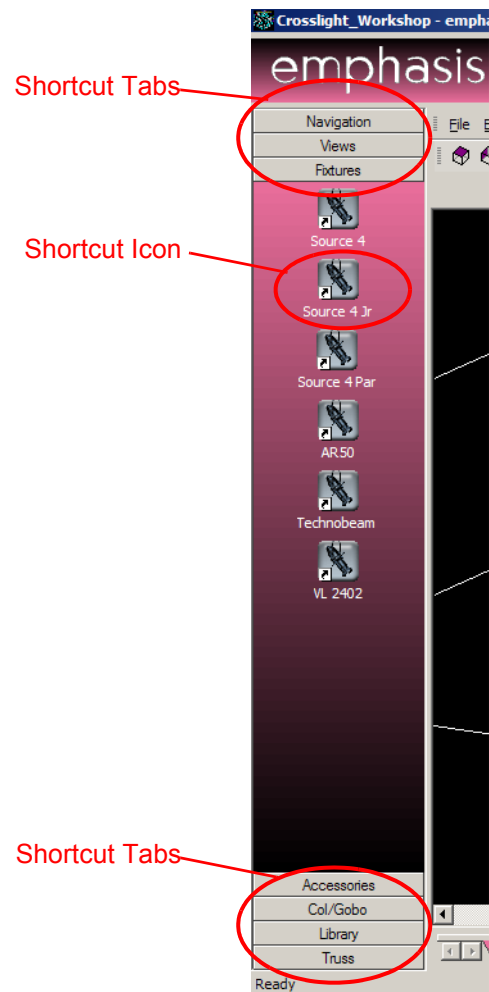 Crosslight_Workshop - empha
emphasis
Shortcut Tabs
Navigation
File E
Views
Fixtures
Source 4
Shortcut Icon
Source 4 Jr
Source 4 Par
AR50
Technobeam
VL 2402
Shortcut Tabs
Accessories
Col/Gobo
Library
Truss
Ready